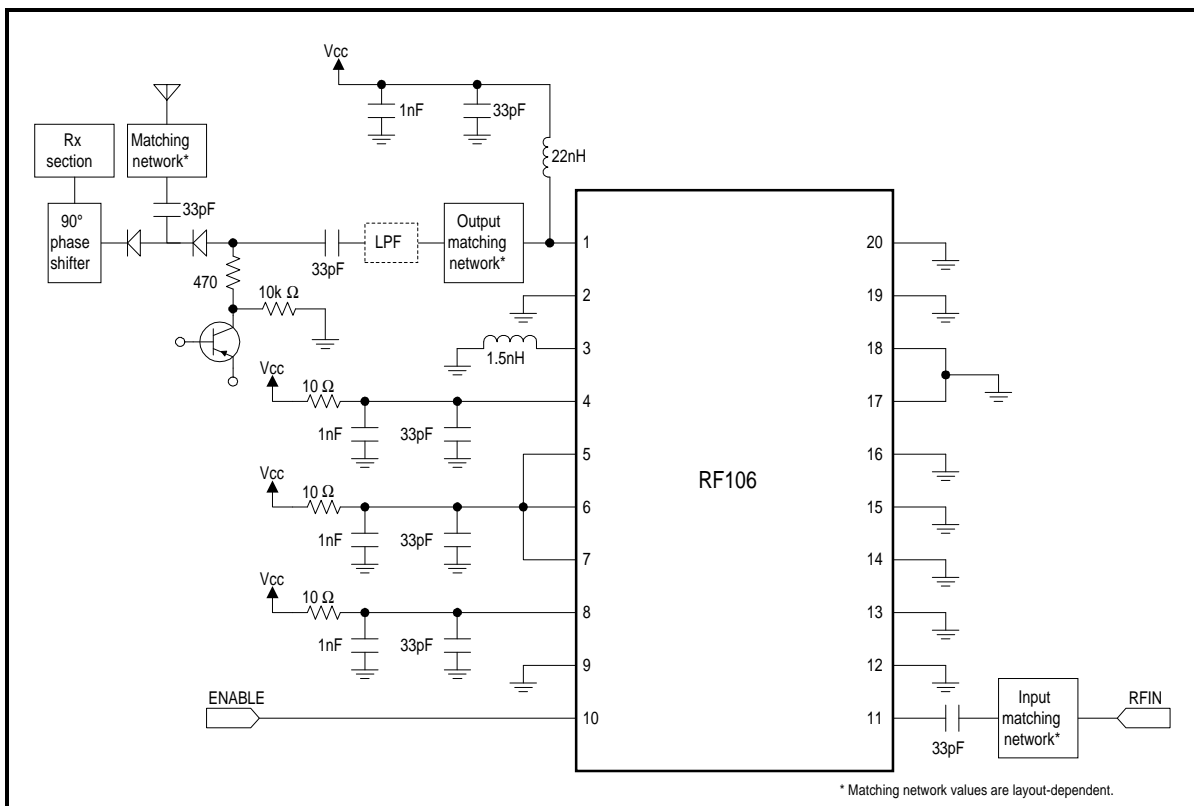 Vcc
1nF
33pF
22nH
Rx
section
Matching
network*
33pF
90°
phase
shifter
33pF
LPF
Output
matching
network*
470
10k Ω
1.5nH
Vcc
10 Ω
1nF
33pF
Vcc
10 Ω
1nF
33pF
Vcc
10 Ω
1nF
33pF
ENABLE
1
2
3
4
5
6
7
8
9
10
RF106
20
19
18
17
16
15
14
13
12
11
33pF
Input
matching
network*
RFIN
* Matching network values are layout-dependent.